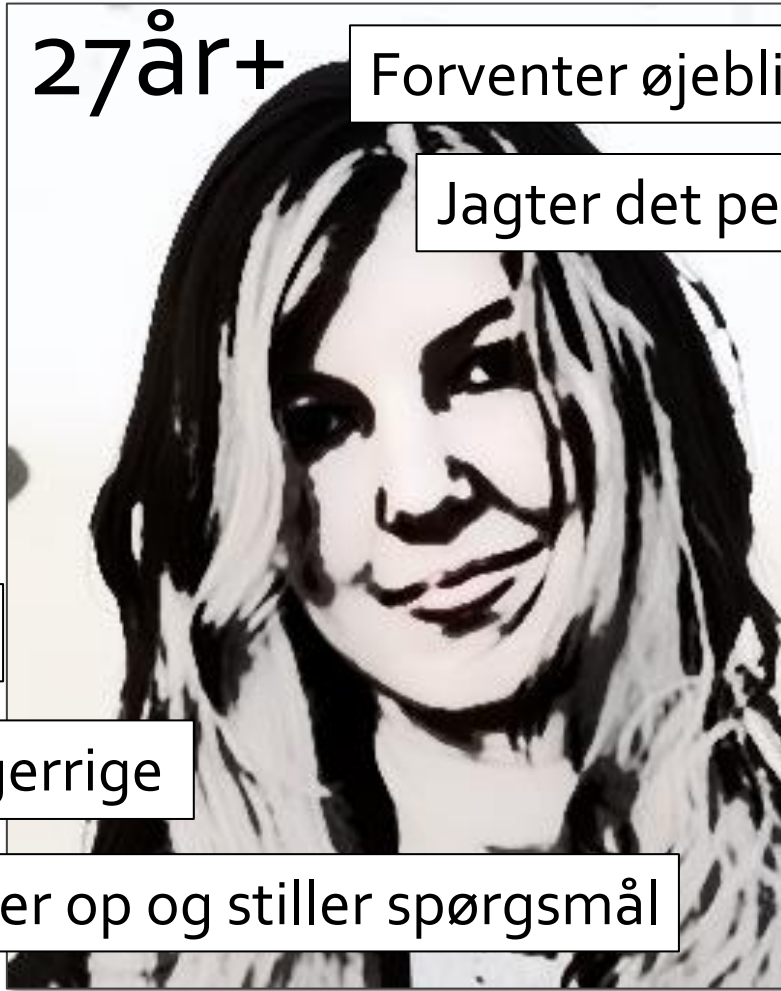 27år+
Forventer øjebli
Jagter det pe
gerrige
er op og stiller spørgsmål